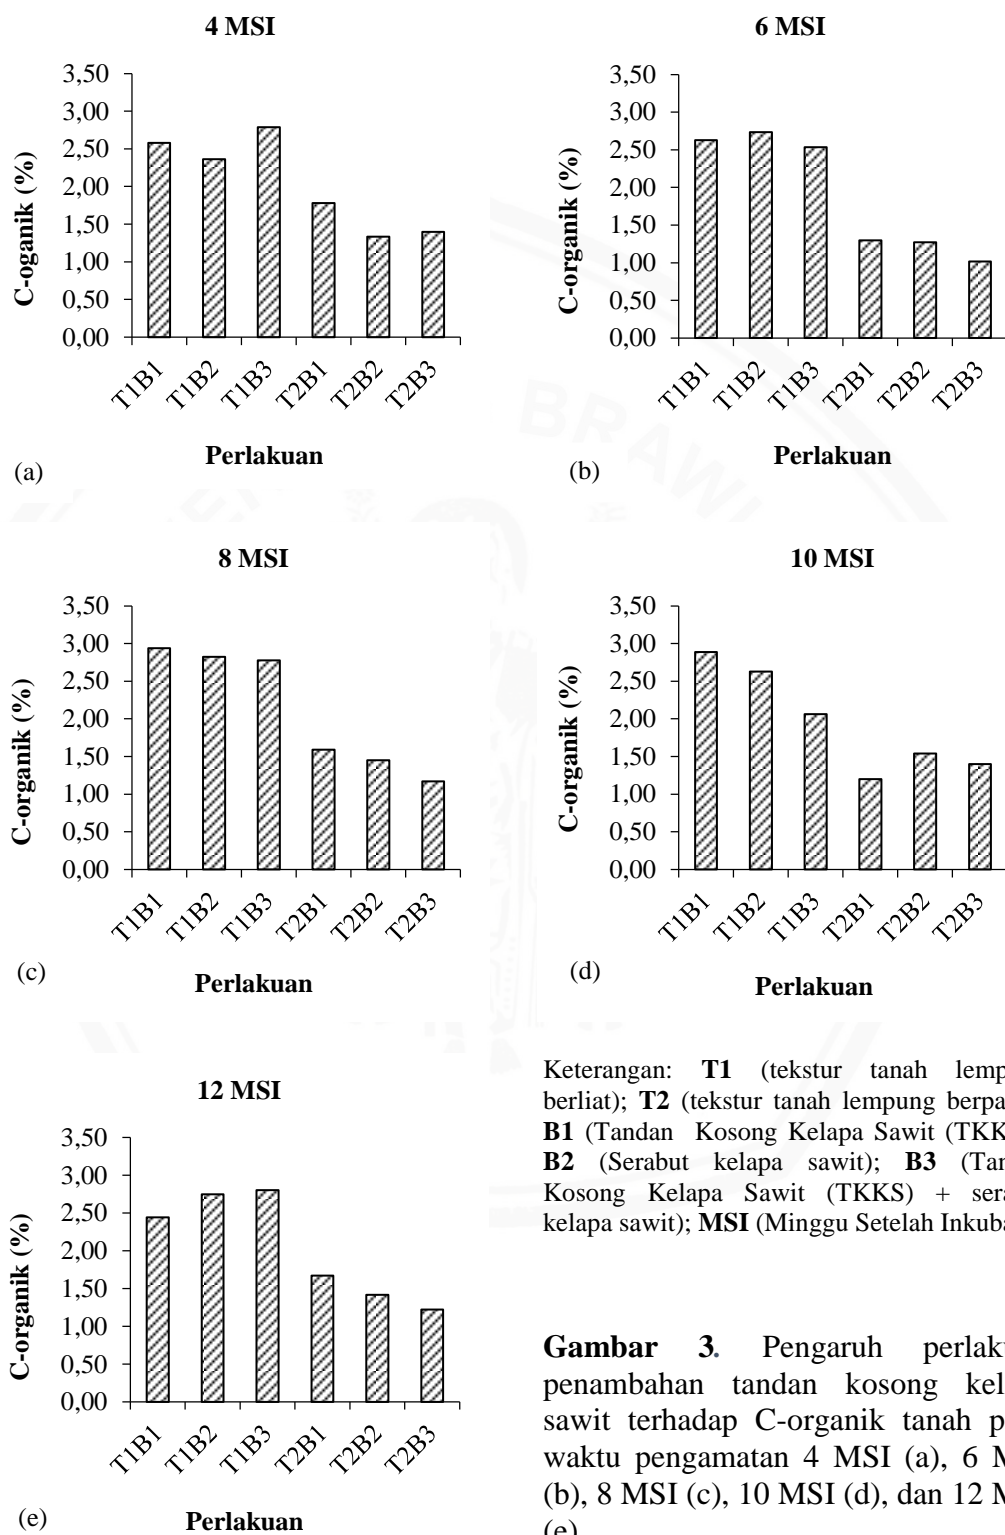 4 MSI
3,50
3,00
2,50
2,00
1,50
1,00
0,50
0,00
C-oganik (%)
T1B1 T1B2 T1B3 T2B1 T2B2 T2B3
Perlakuan
(a)
6 MSI
3,50
3,00
2,50
2,00
1,50
1,00
0,50
0,00
C-organik (%)
T1B1 T1B2 T1B3 T2B1 T2B2 T2B3
Perlakuan
(b)
BRAWI
8 MSI
3,50
3,00
2,50
2,00
1,50
1,00
0,50
0,00
C-organik (%)
T1B1 T1B2 T1B3 T2B1 T2B2 T2B3
Perlakuan
(c)
10 MSI
3,50
3,00
2,50
2,00
1,50
1,00
0,50
0,00
C-organik (%)
T1B1 T1B2 T1B3 T2B1 T2B2 T2B3
Perlakuan
(d)
12 MSI
3,50
3,00
2,50
2,00
1,50
1,00
0,50
0,00
C-organik (%)
T1B1 T1B2 T1B3 T2B1 T2B2 T2B3
Perlakuan
(e)
Keterangan: T1 (tekstur tanah lemp
berliat); T2 (tekstur tanah lempung berpa
B1 (Tandan Kosong Kelapa Sawit (TKK
B2 (Serabut kelapa sawit); B3 (Tan
Kosong Kelapa Sawit (TKKS) + sera
kelapa sawit); MSI (Minggu Setelah Inkuba
Gambar 3. Pengaruh perlak
penambahan tandan kosong kel
sawit terhadap C-organik tanah p
waktu pengamatan 4 MSI (a), 6 M
(b), 8 MSI (c), 10 MSI (d), dan 12 M
(e)